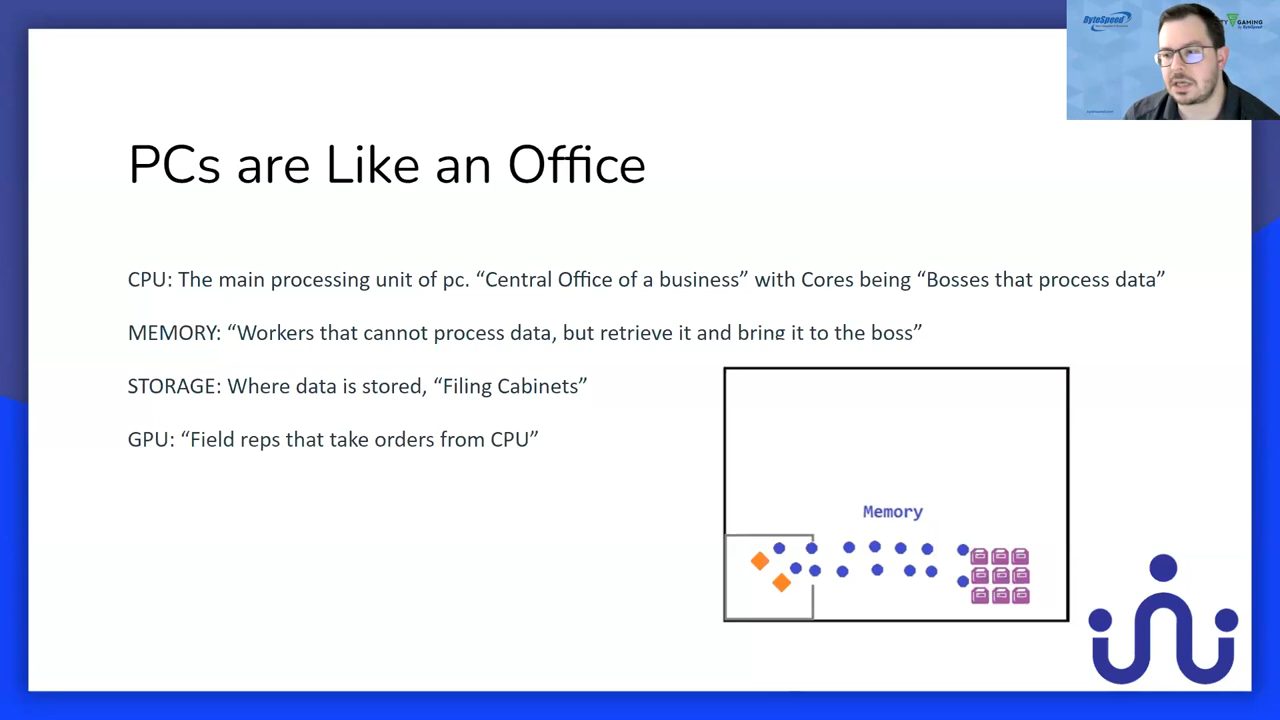 ByteSpeed
GAMING
PCs are Like an Office
CPU: The main processing unit of pc. “Central Office of a business” with Cores being “Bosses that process data”
MEMORY: “Workers that cannot process data, but retrieve it and bring it to the boss”
STORAGE: Where data is stored, “Filing Cabinets”
GPU: “Field reps that take orders from CPU”
Memory